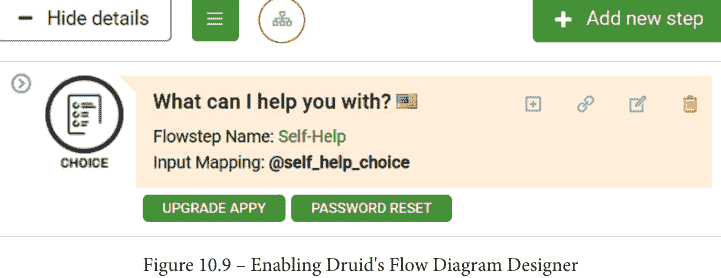 Hide details
Add new step
What can I help you with?
Flowstep Name: Self-Help
CHOICE
Input Mapping: @self_help_choice
UPGRADE APPY PASSWORD RESET
Figure 10.9 – Enabling Druid's Flow Diagram Designer